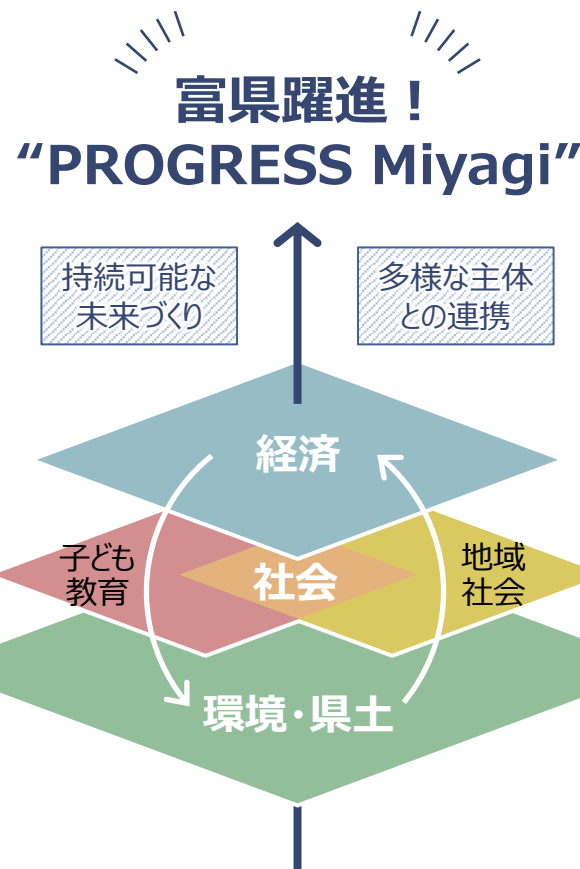 富県躍進！
“PROGRESS Miyagi”
持続可能な
未来づくり
多様な主体
との連携
経済
子ども
教育
社会
地域
社会
環境・県土